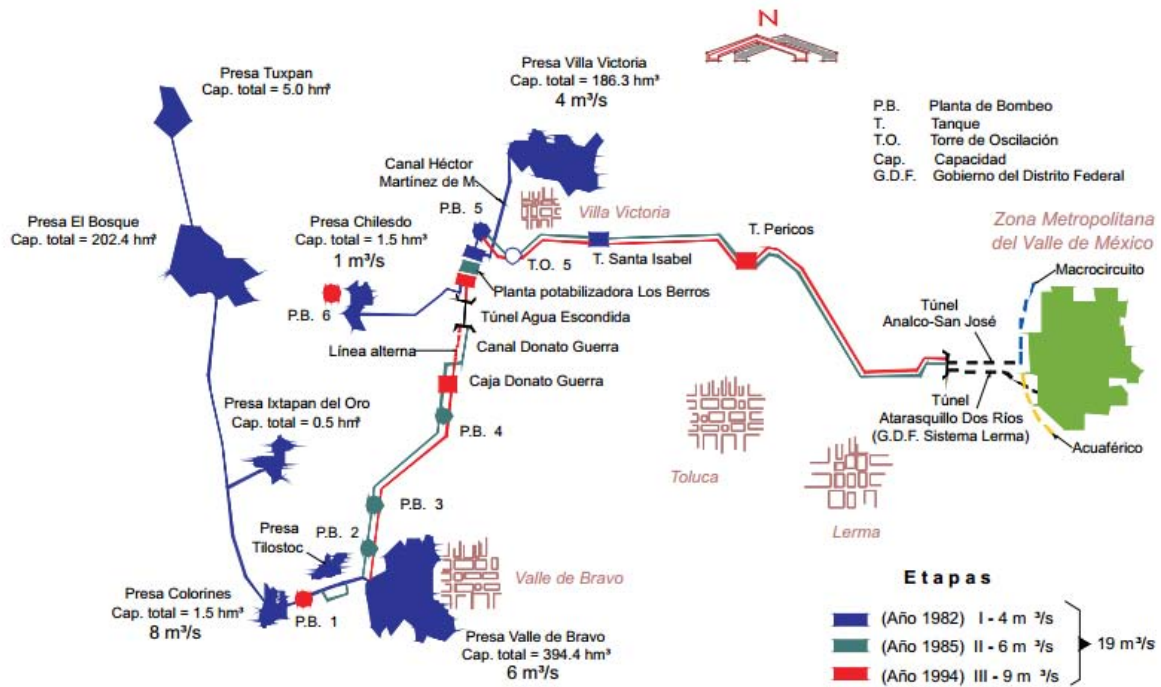 N
Presa Villa Victoria
Cap. total = 186.3 hm³
4 m³/s
Presa Tuxpan
Cap. total = 5.0 hm³
P.B. Planta de Bombeo
T. Tanque
T.O. Torre de Oscilación
Cap. Capacidad
G.D.F. Gobierno del Distrito Federal
Canal Héctor
Martínez de M.
P.B. 5
Villa Victoria
Presa El Bosque
Cap. total = 202.4 hm³
Presa Chilesdo
Cap. total = 1.5 hm³
1 m³/s
P.B. 6
T. Pericos
Zona Metropolitana
del Valle de México
Macrocircuito
T.O. 5
T. Santa Isabel
Planta potabilizadora Los Berros
Túnel Agua Escondida
Línea alterna
Canal Donato Guerra
Túnel
Analco-San José
Caja Donato Guerra
P.B. 4
Túnel
Atarasquillo Dos Ríos
(G.D.F. Sistema Lerma)
Acuaférico
Presa Ixtapan del Oro
Cap. total = 0.5 hm³
Toluca
Lerma
P.B. 3
P.B. 2
Presa
Tilostoc
Valle de Bravo
Presa Colorines
Cap. total = 1.5 hm³
8 m³/s
P.B. 1
Presa Valle de Bravo
Cap. total = 394.4 hm³
6 m³/s
Etapas
(Año 1982) I - 4 m ³/s
(Año 1985) II - 6 m ³/s
(Año 1994) III - 9 m ³/s
19 m³/s